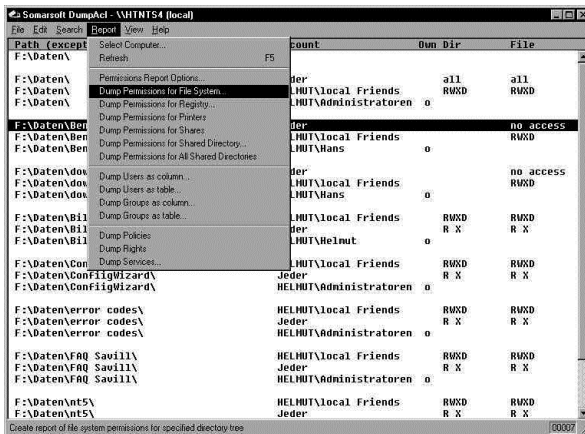 Somarsoft DumpAcl - \\HTNTS4 (local)
File Edit Search Report View Help
Path (except count Own Dir File
Select Computer...
Refresh F5
Permissions Report Options...
Dump Permissions for File System...
Dump Permissions for Registry...
Dump Permissions for Printers
Dump Permissions for Shares
Dump Permissions for Shared Directory...
Dump Permissions for All Shared Directories
Dump Users as column...
Dump Users as table...
Dump Groups as column...
Dump Groups as table...
Dump Policies
Dump Rights
Dump Services...
F:\Daten\
F:\Daten\ der all all
F:\Daten\ LMUT\local Friends RWXD RWXD
F:\Daten\ LMUT\Administratoren o
F:\Daten\Ben der no access
F:\Daten\Ben LMUT\local Friends RWXD
F:\Daten\Ben LMUT\Hans o
F:\Daten\dow der no access
F:\Daten\dow LMUT\local Friends RWXD
F:\Daten\dow LMUT\Hans o
F:\Daten\Bil LMUT\local Friends RWXD RWXD
F:\Daten\Bil der R X R X
F:\Daten\Bil LMUT\Helmut o
F:\Daten\Con LMUT\local Friends RWXD RWXD
F:\Daten\ConfiigWizard\ Jeder R X R X
F:\Daten\ConfiigWizard\ HELMUT\Administratoren o
F:\Daten\error codes\ HELMUT\local Friends RWXD RWXD
F:\Daten\error codes\ Jeder R X R X
F:\Daten\error codes\ HELMUT\Administratoren o
F:\Daten\FAQ Savill\ HELMUT\local Friends RWXD RWXD
F:\Daten\FAQ Savill\ Jeder R X R X
F:\Daten\FAQ Savill\ HELMUT\Administratoren o
F:\Daten\nt5\ HELMUT\local Friends RWXD RWXD
F:\Daten\nt5\ Jeder R X R X
Create report of file system permissions for specified directory tree 00007